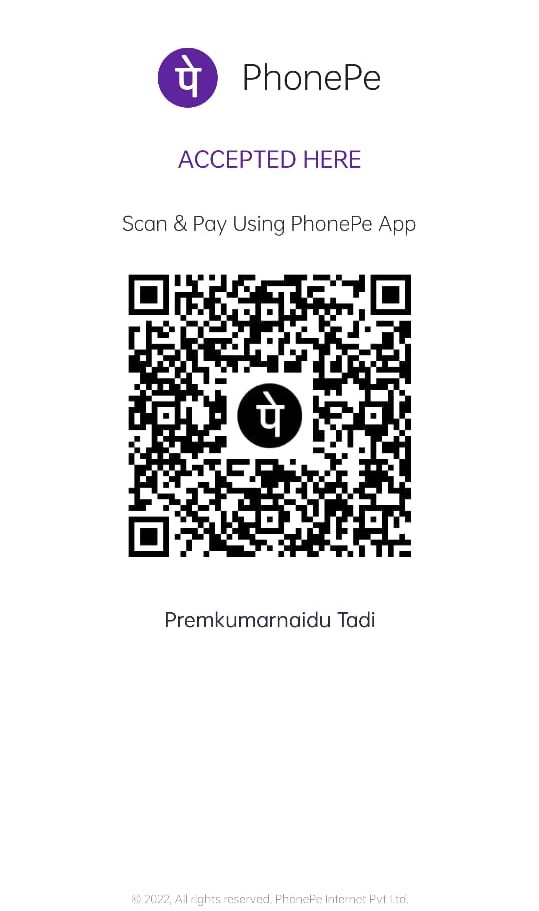 पे PhonePe
ACCEPTED HERE
Scan & Pay Using PhonePe App
पे
Premkumarnaidu Tadi
© 2022, All rights reserved, PhonePe Internet Pvt Ltd.